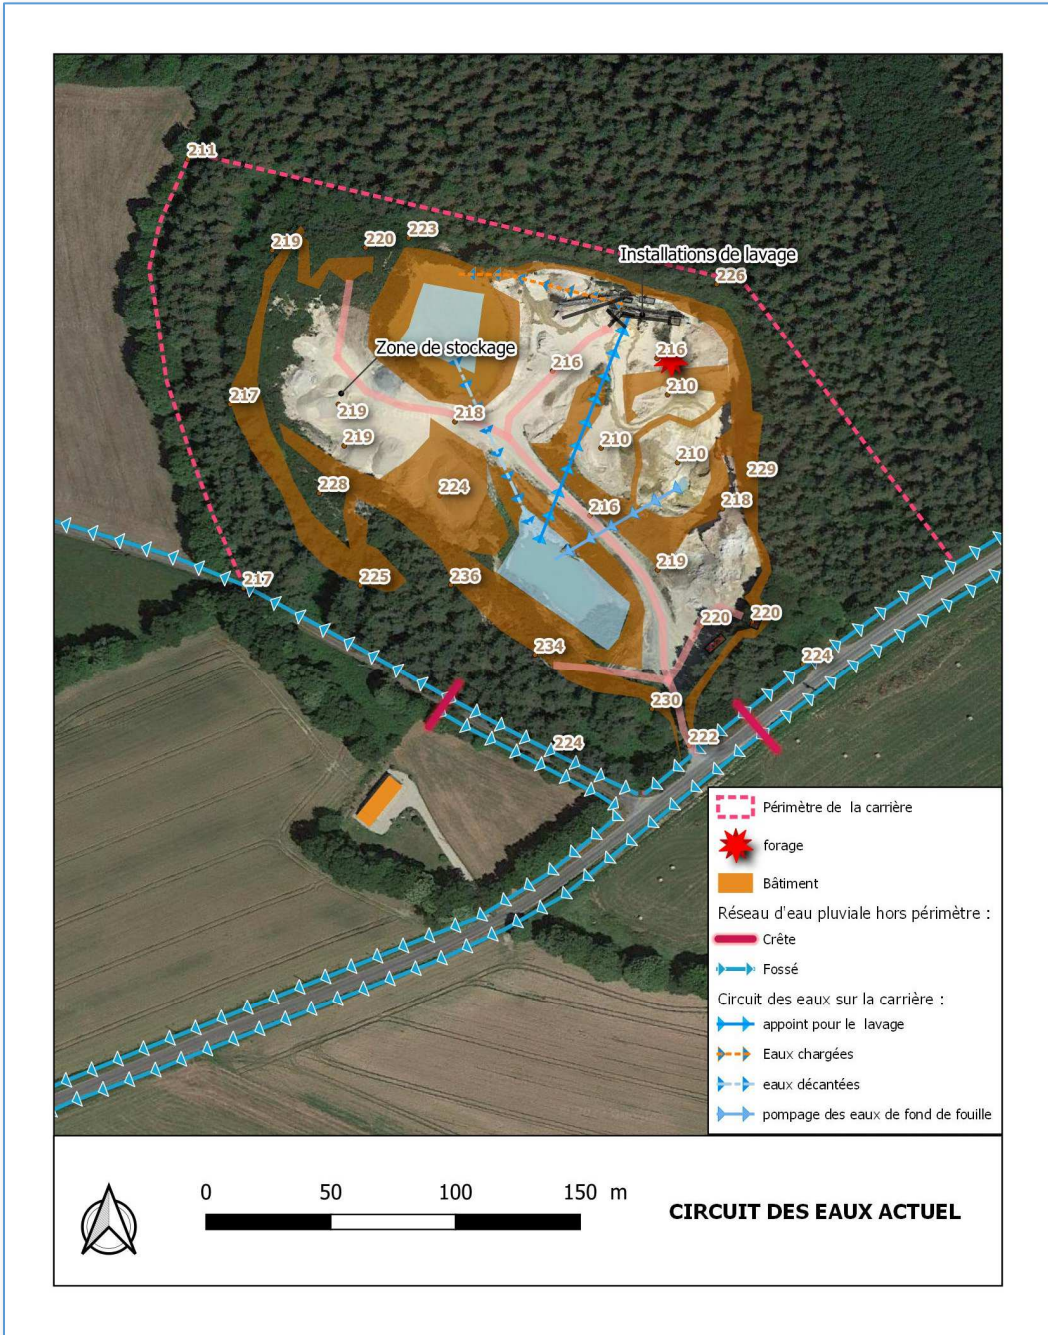 211
219
220
223
Installations de lavage
226
Zone de stockage
216
216
217
210
219
218
219
210
210
229
228
224
218
216
219
217
225
236
220
220
234
224
230
222
224
Périmètre de la carrière
forage
Bâtiment
Réseau d'eau pluviale hors périmètre :
Crête
Fossé
Circuit des eaux sur la carrière :
appoint pour le lavage
Eaux chargées
eaux décantées
pompage des eaux de fond de fouille
0 50 100 150 m
CIRCUIT DES EAUX ACTUEL